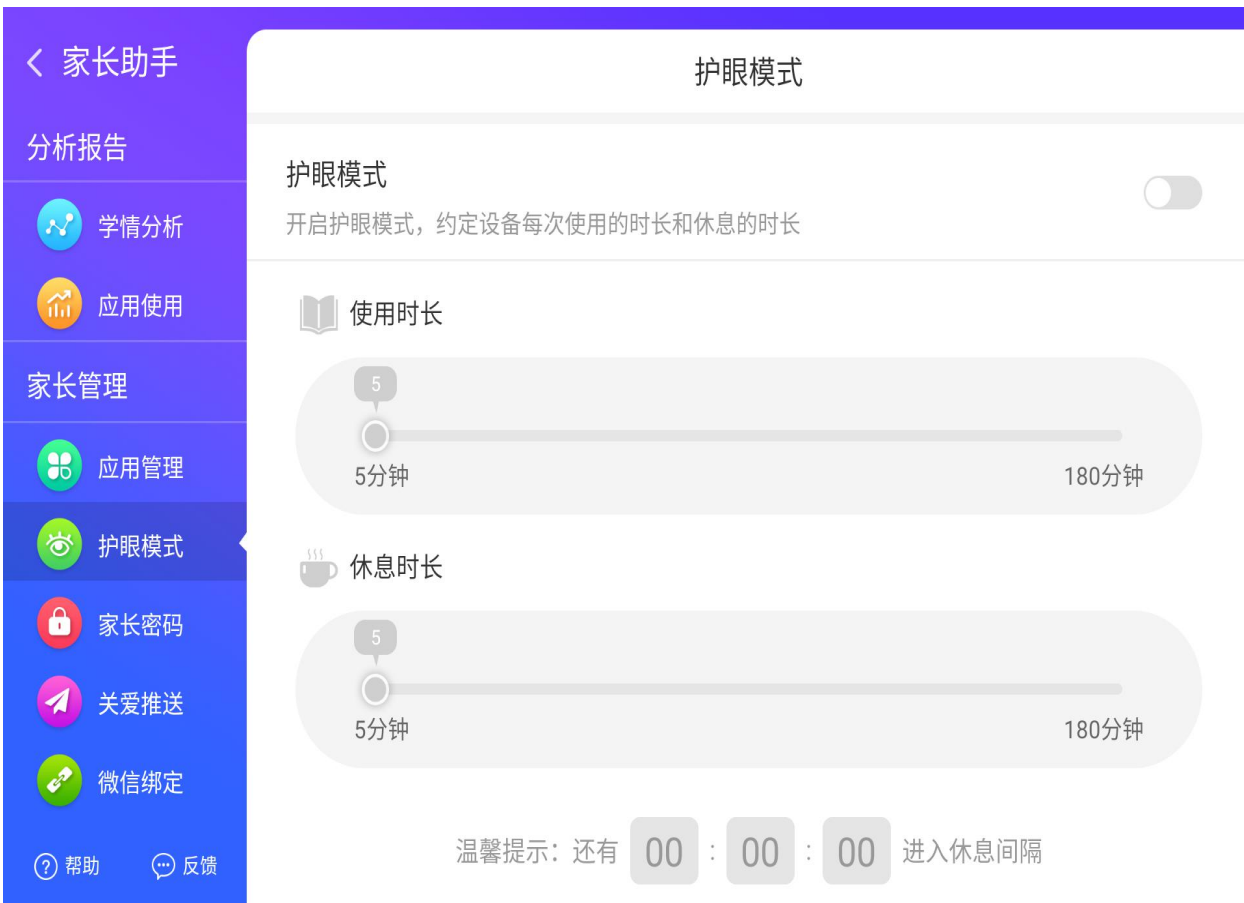 家长助手
分析报告
学情分析
应用使用
家长管理
应用管理
护眼模式
家长密码
关爱推送
微信绑定
帮助 反馈
护眼模式
护眼模式
开启护眼模式，约定设备每次使用的时长和休息的时长
使用时长
5
5分钟 180分钟
休息时长
5
5分钟 180分钟
温馨提示：还有 00 : 00 : 00 进入休息间隔